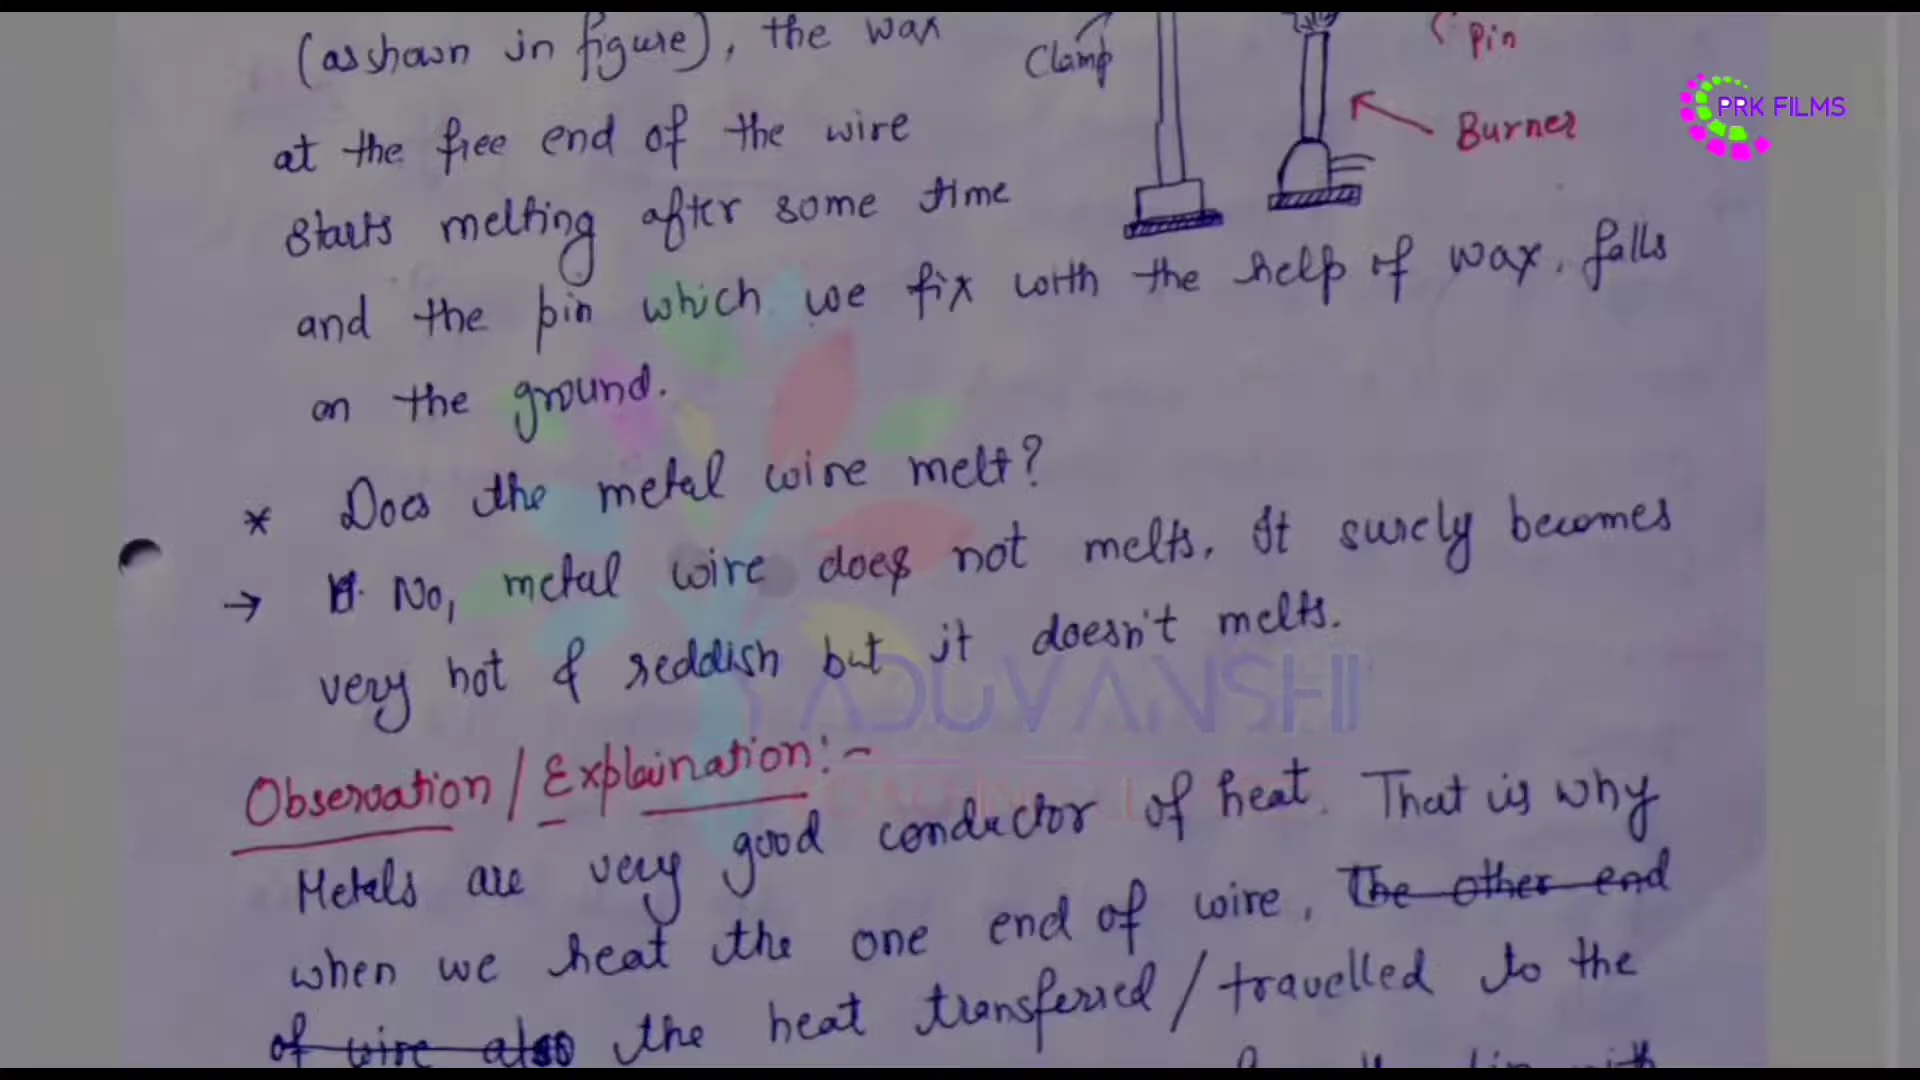 (as shown in figure), the wax
Clamp
Pin
PRK FILMS
at the free end of the wire
Burner
starts melting after some time
and the pin which we fix with the help of wax, falls
on the ground.
* Does the metal wire melt?
→ No, metal wire does not melts. It surely becomes
very hot & reddish but it doesn't melts.
YADUVANSHI
Observation / Explaination:-
Metals are very good conductor of heat. That is why
when we heat the one end of wire, The other end
of wire also the heat transferred / travelled to the